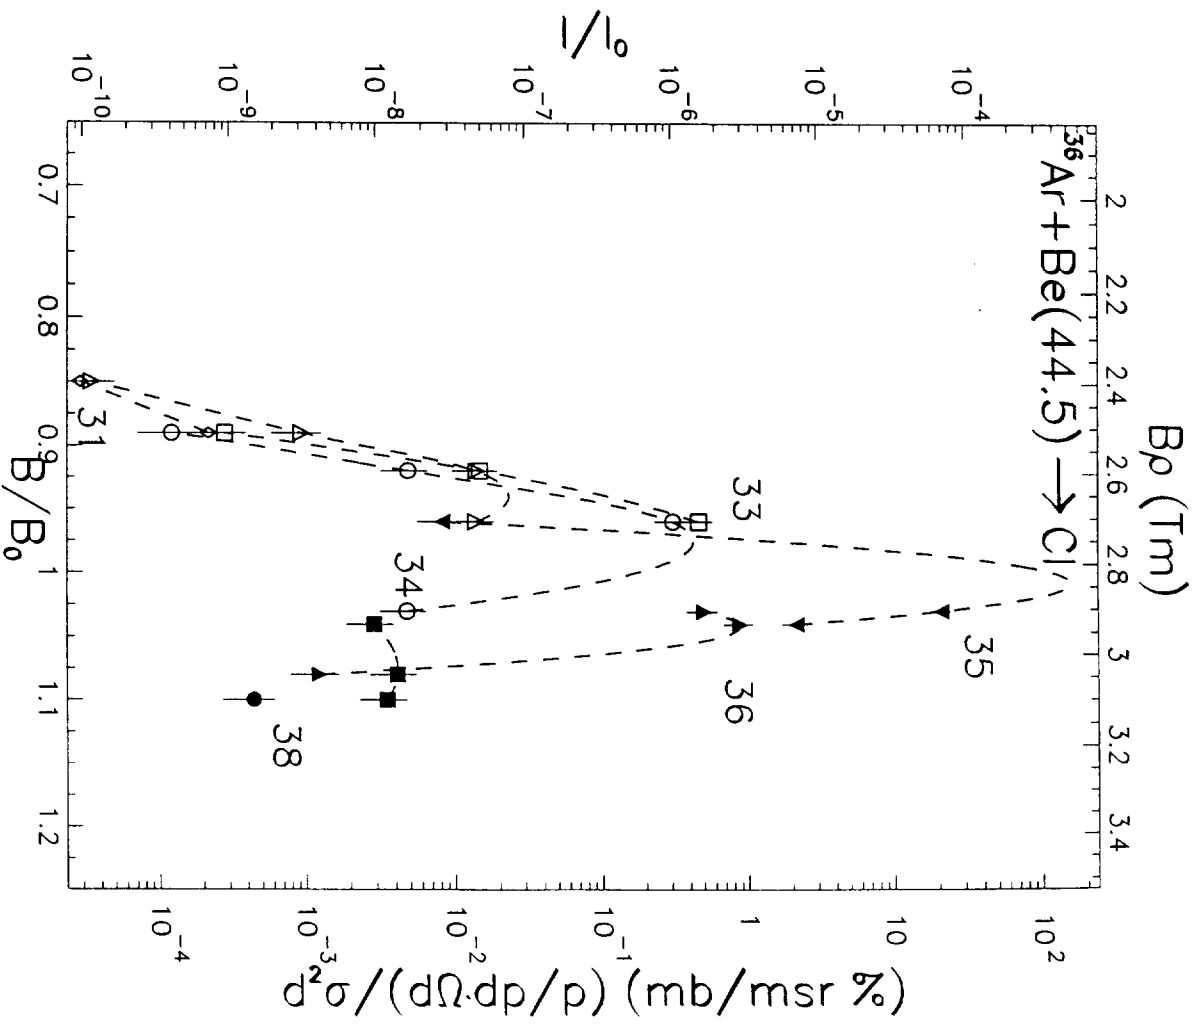 Bρ (Tm)
2 2.2 2.4 2.6 2.8 3 3.2 3.4
I/I₀
10⁻¹⁰ 10⁻⁹ 10⁻⁸ 10⁻⁷ 10⁻⁶ 10⁻⁵ 10⁻⁴
³⁶Ar+Be(44.5) → Cl
31
33
34
35
36
38
10⁻⁴ 10⁻³ 10⁻² 10⁻¹ 1 10 10²
d²σ/(dΩ·dp/p) (mb/msr %)
0.7 0.8 0.9 1 1.1 1.2
B/B₀